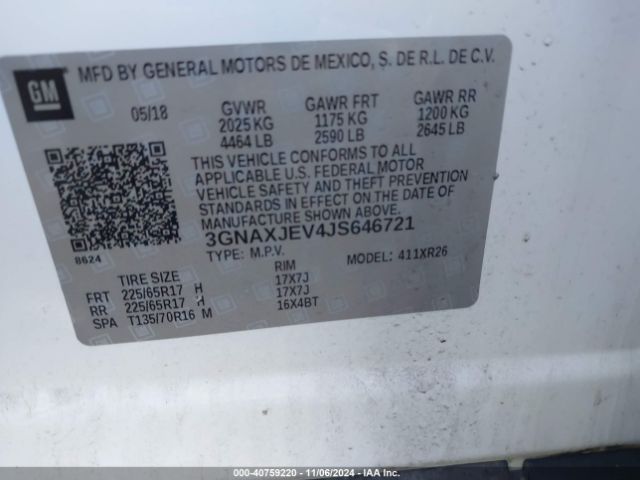 GM
MFD BY GENERAL MOTORS DE MEXICO, S. DE R.L. DE C.V.
05/18 GVWR GAWR FRT GAWR RR
2025 KG 1175 KG 1200 KG
4464 LB 2590 LB 2645 LB
THIS VEHICLE CONFORMS TO ALL
APPLICABLE U.S. FEDERAL MOTOR
VEHICLE SAFETY AND THEFT PREVENTION
STANDARDS IN EFFECT ON THE DATE OF
MANUFACTURE SHOWN ABOVE.
3GNAXJEV4JS646721
8624 TYPE: M.P.V. MODEL: 411XR26
TIRE SIZE RIM
FRT 225/65R17 H 17X7J
RR 225/65R17 H 17X7J
SPA T135/70R16 M 16X4BT
000-40759220 - 11/06/2024 - IAA Inc.